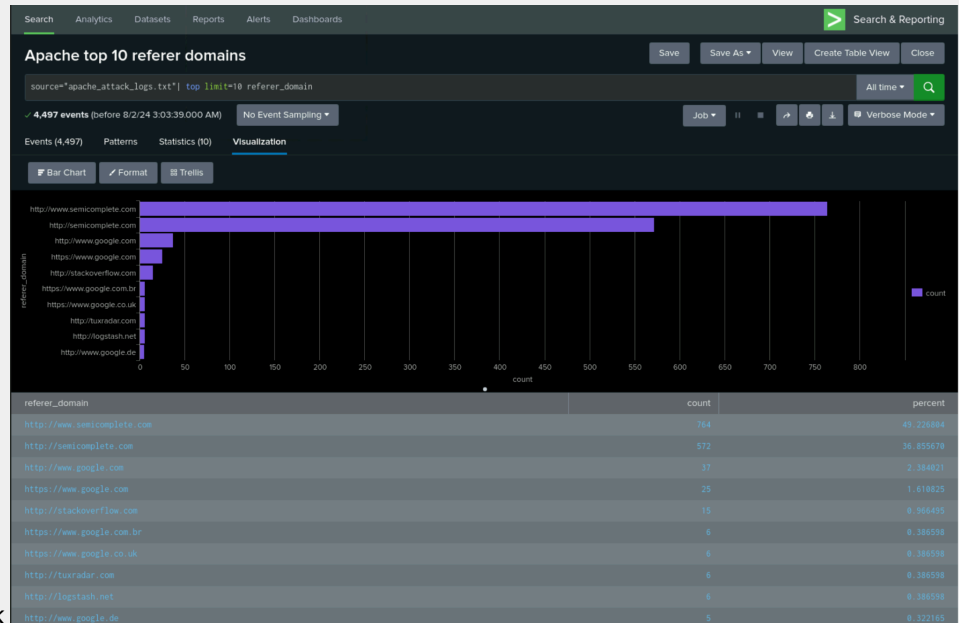 Search Analytics Datasets Reports Alerts Dashboards Search & Reporting
Apache top 10 referer domains Save Save As View Create Table View Close
source="apache_attack_logs.txt"| top limit=10 referer_domain All time
4,497 events (before 8/2/24 3:03:39.000 AM) No Event Sampling Job Verbose Mode
Events (4,497) Patterns Statistics (10) Visualization
Bar Chart Format Trellis
http://www.semicomplete.com
http://semicomplete.com
http://www.google.com
https://www.google.com
http://stackoverflow.com
https://www.google.com.br
https://www.google.co.uk
http://tuxradar.com
http://logstash.net
http://www.google.de
referer_domain
count
0 50 100 150 200 250 300 350 400 450 500 550 600 650 700 750 800
count
referer_domain count percent
http://www.semicomplete.com 764 49.226804
http://semicomplete.com 572 36.855670
http://www.google.com 37 2.384021
https://www.google.com 25 1.610825
http://stackoverflow.com 15 0.966495
https://www.google.com.br 6 0.386598
https://www.google.co.uk 6 0.386598
http://tuxradar.com 6 0.386598
http://logstash.net 6 0.386598
http://www.google.de 5 0.322165